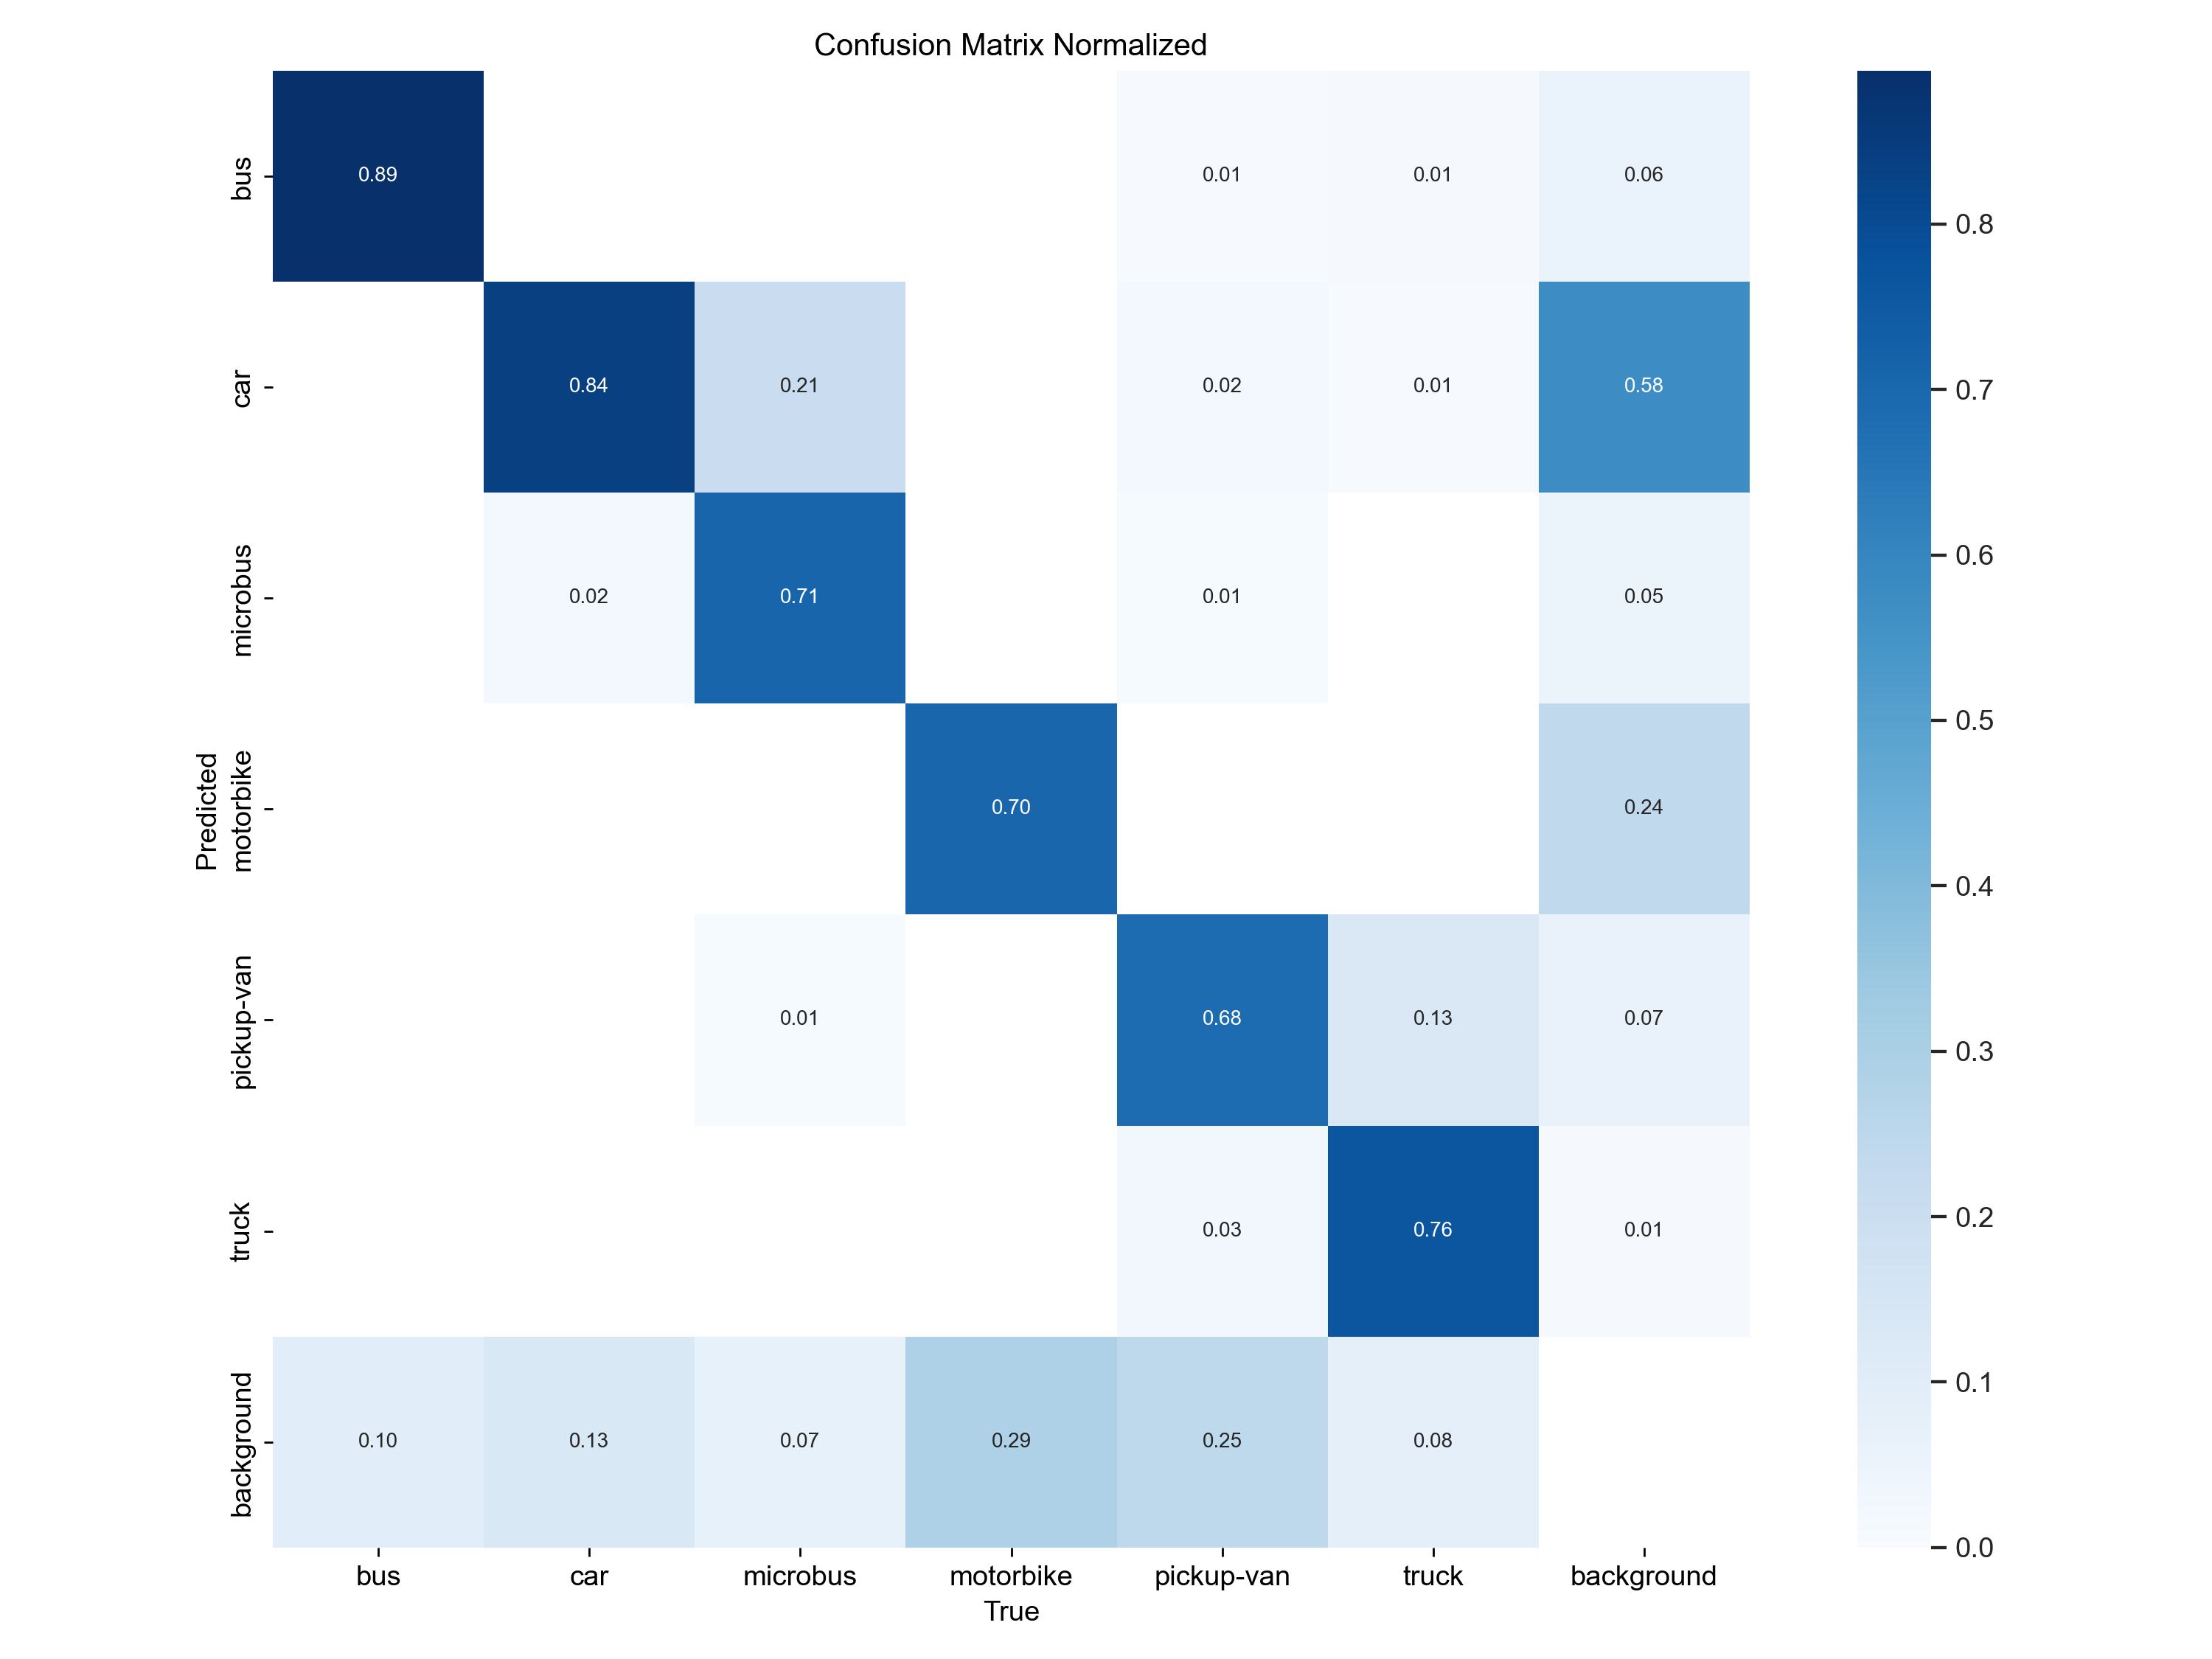 Confusion Matrix Normalized
bus
0.89
0.01
0.01
0.06
car
0.84
0.21
0.02
0.01
0.58
microbus
0.02
0.71
0.01
0.05
Predicted
motorbike
0.70
0.24
pickup-van
0.01
0.68
0.13
0.07
truck
0.03
0.76
0.01
background
0.10
0.13
0.07
0.29
0.25
0.08
bus
car
microbus
motorbike
pickup-van
truck
background
True
0.8
0.7
0.6
0.5
0.4
0.3
0.2
0.1
0.0